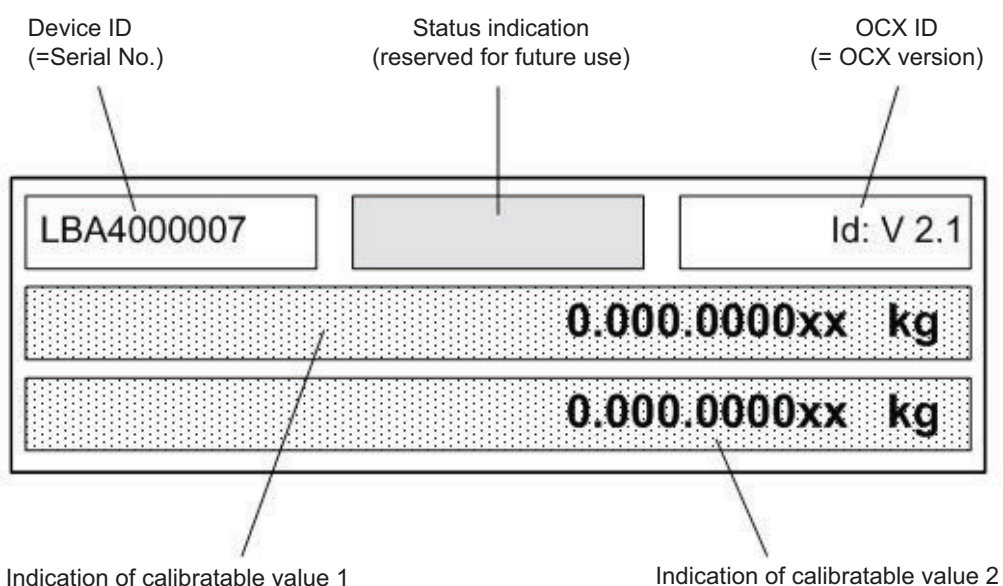 Device ID
(=Serial No.)
Status indication
(reserved for future use)
OCX ID
(= OCX version)
LBA4000007
Id: V 2.1
0.000.0000xx kg
0.000.0000xx kg
Indication of calibratable value 1
Indication of calibratable value 2